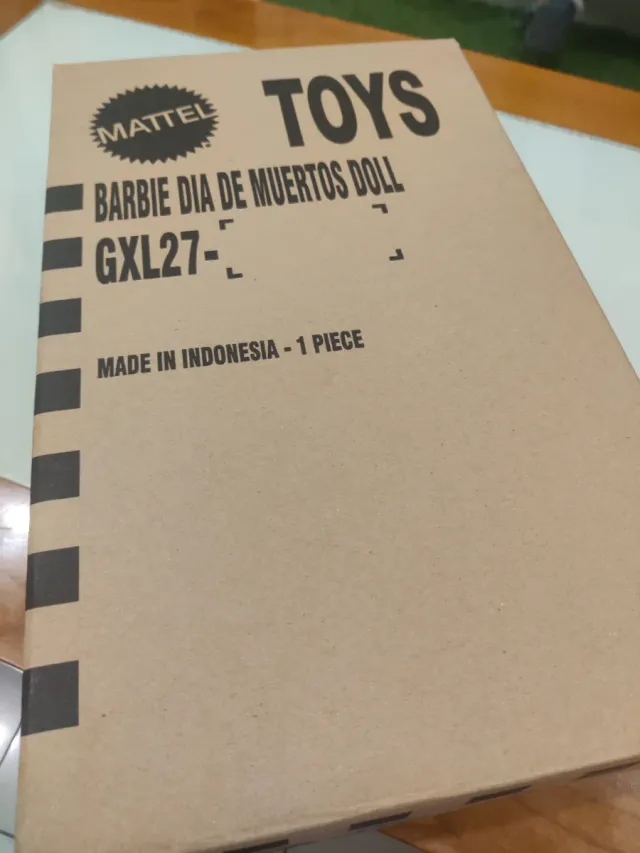 MATTEL TOYS
BARBIE DIA DE MUERTOS DOLL
GXL27-
MADE IN INDONESIA - 1 PIECE